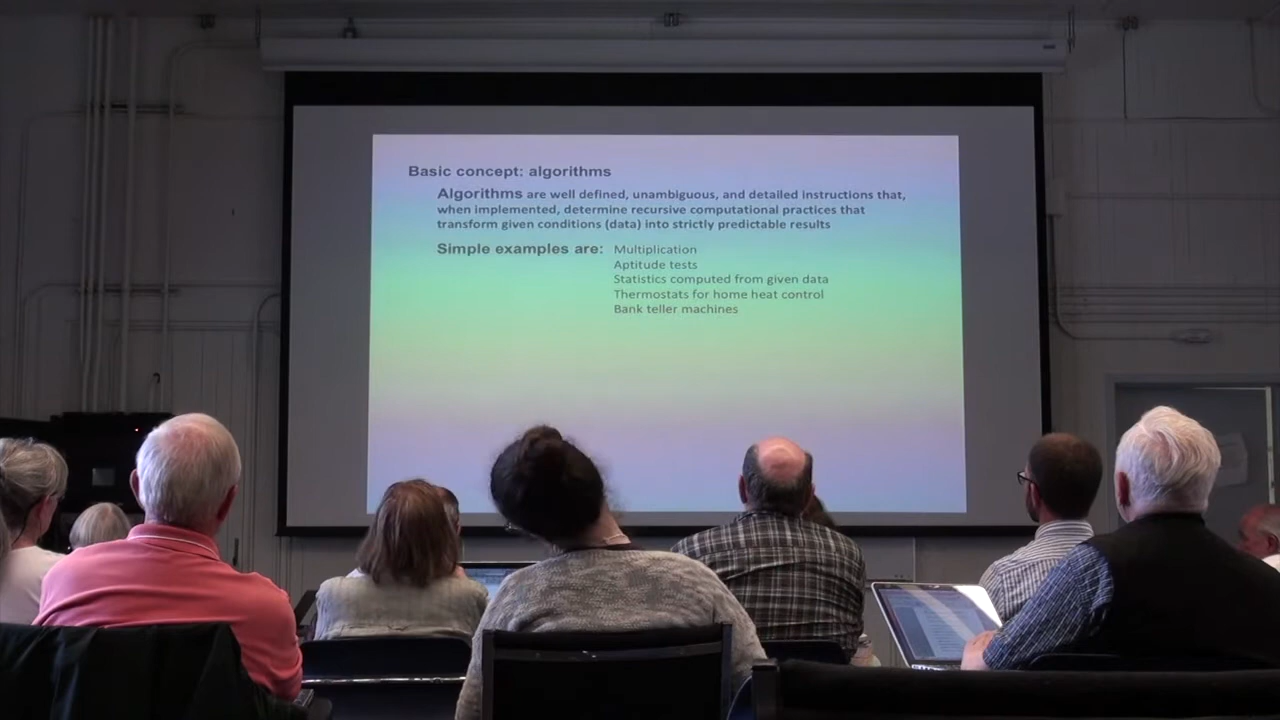 Basic concept: algorithms
Algorithms are well defined, unambiguous, and detailed instructions that,
when implemented, determine recursive computational practices that
transform given conditions (data) into strictly predictable results
Simple examples are: Multiplication
Aptitude tests
Statistics computed from given data
Thermostats for home heat control
Bank teller machines